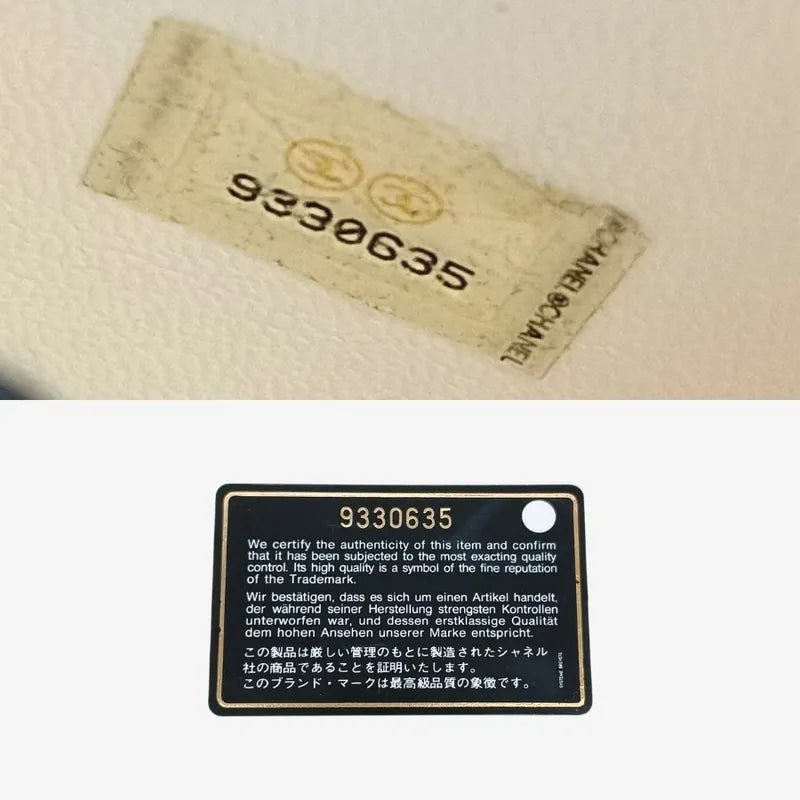 9330635
®CHANEL®CHANEL
9330635
We certify the authenticity of this item and confirm
that it has been subjected to the most exacting quality
control. Its high quality is a symbol of the fine reputation
of the Trademark.
Wir bestätigen, dass es sich um einen Artikel handelt,
der während seiner Herstellung strengsten Kontrollen
unterworfen war, und dessen erstklassige Qualität
dem hohen Ansehen unserer Marke entspricht.
この製品は厳しい管理のもとに製造されたシャネル
社の商品であることを証明いたします。
このブランド・マークは最高級品質の象徴です。